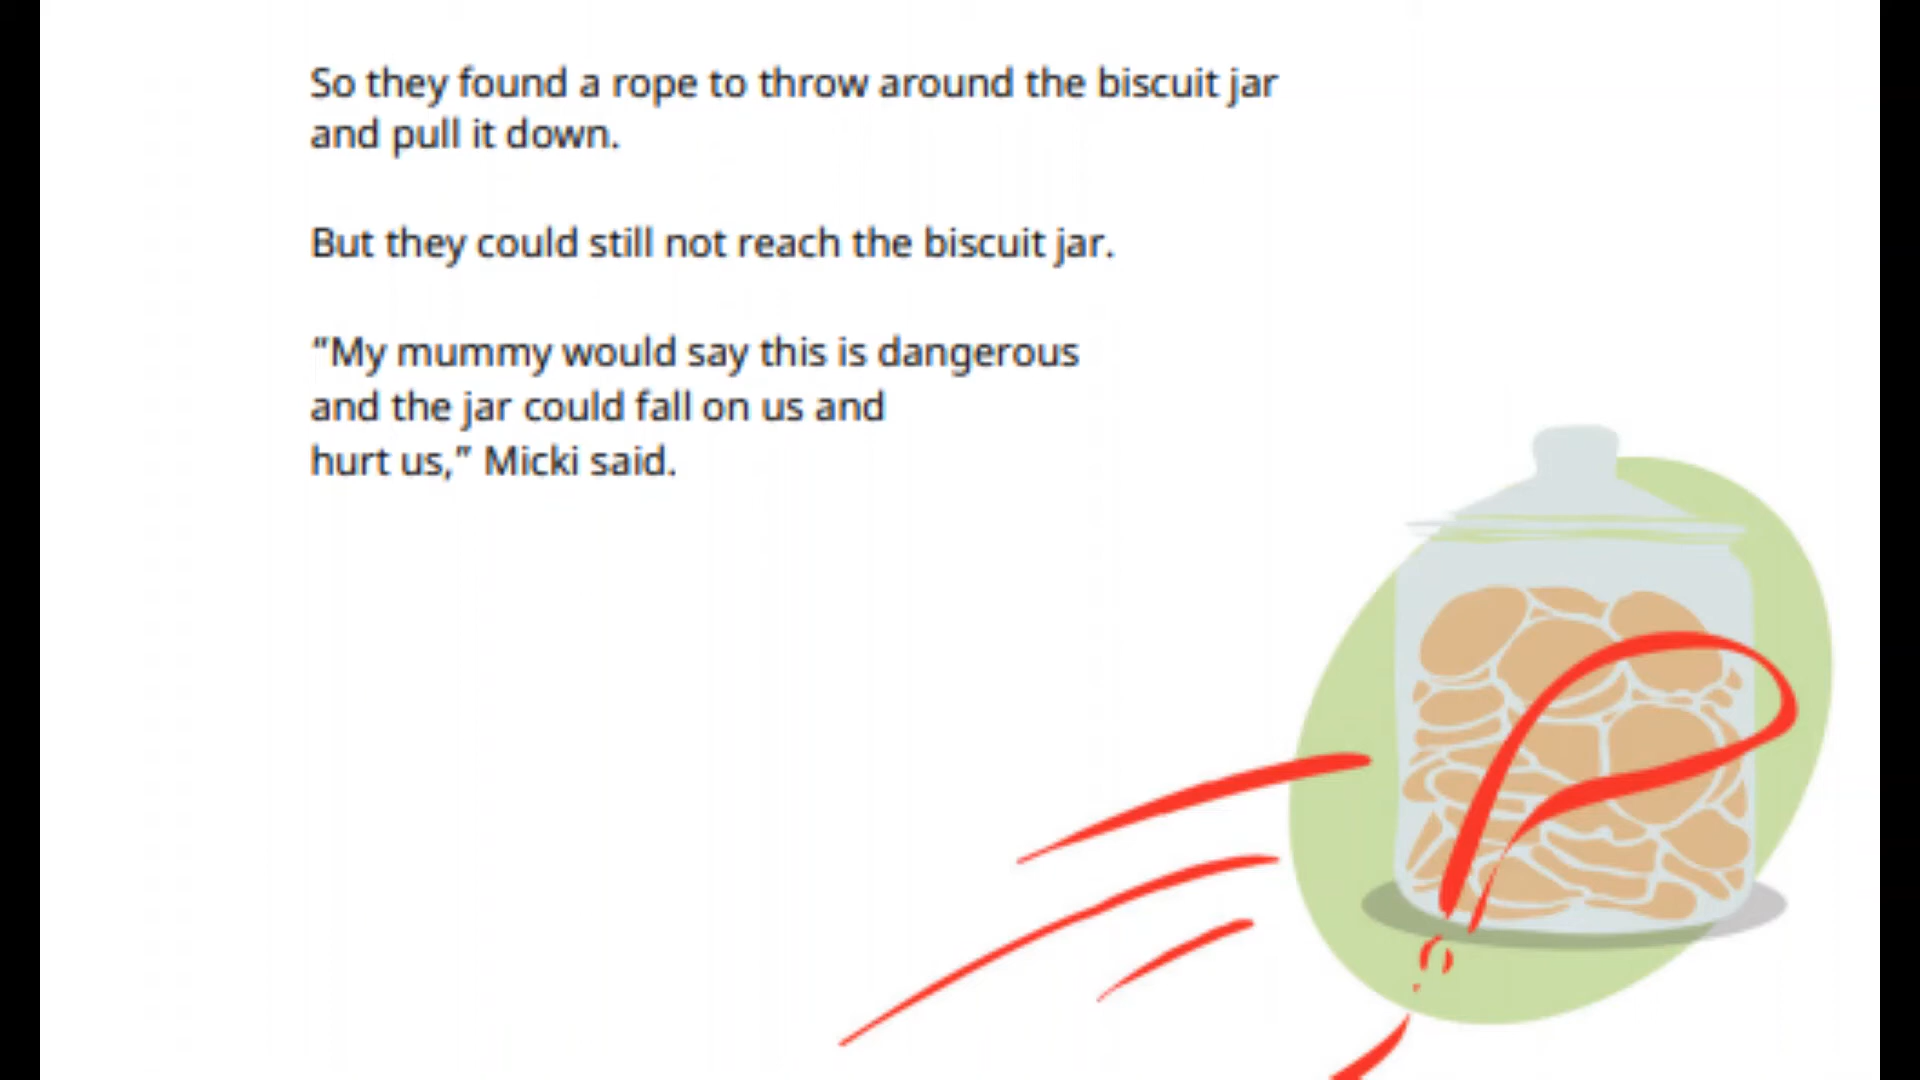 So they found a rope to throw around the biscuit jar
and pull it down.
But they could still not reach the biscuit jar.
“My mummy would say this is dangerous
and the jar could fall on us and
hurt us,” Micki said.